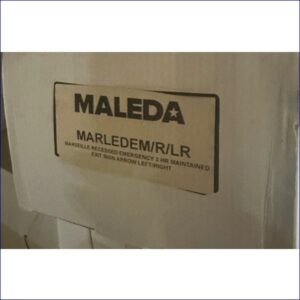 MALEDA
MARLEDEM/R/LR
MARSEILLE RECESSED EMERGENCY 3 HR MAINTAINED
EXIT SIGN ARROW LEFT/RIGHT